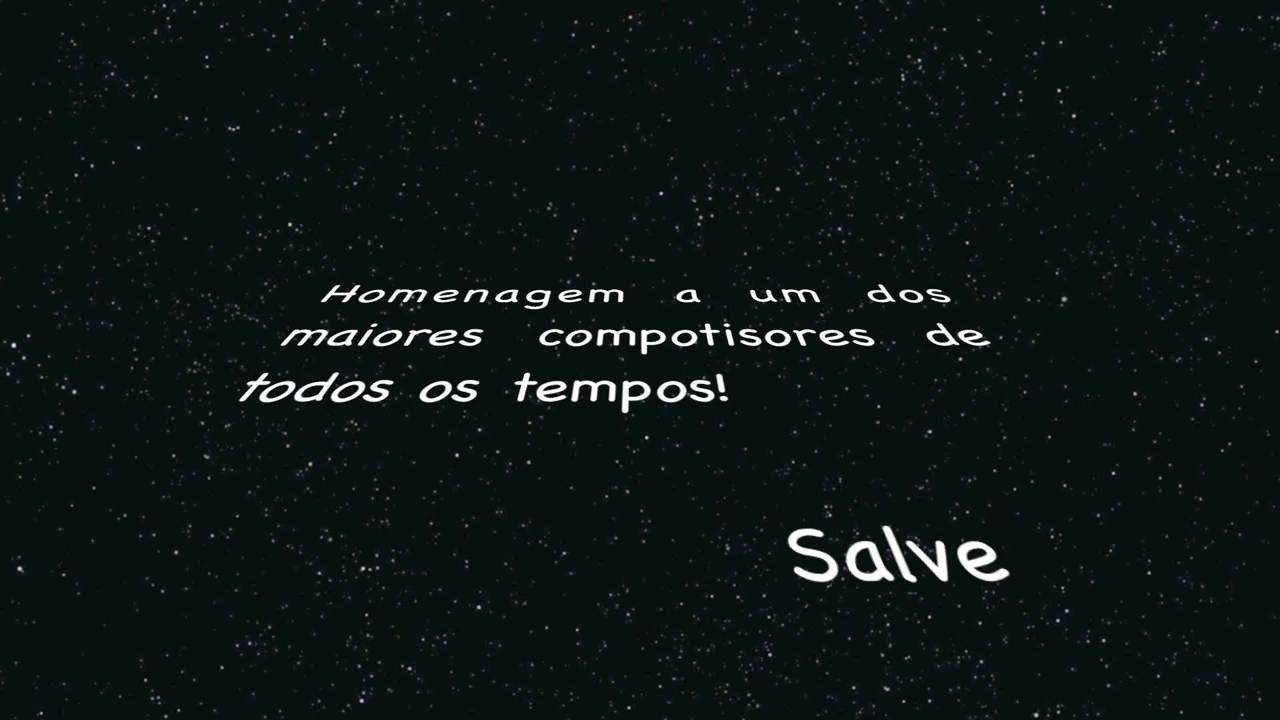 Homenagem a um dos
maiores compotisores de
todos os tempos!
Salve